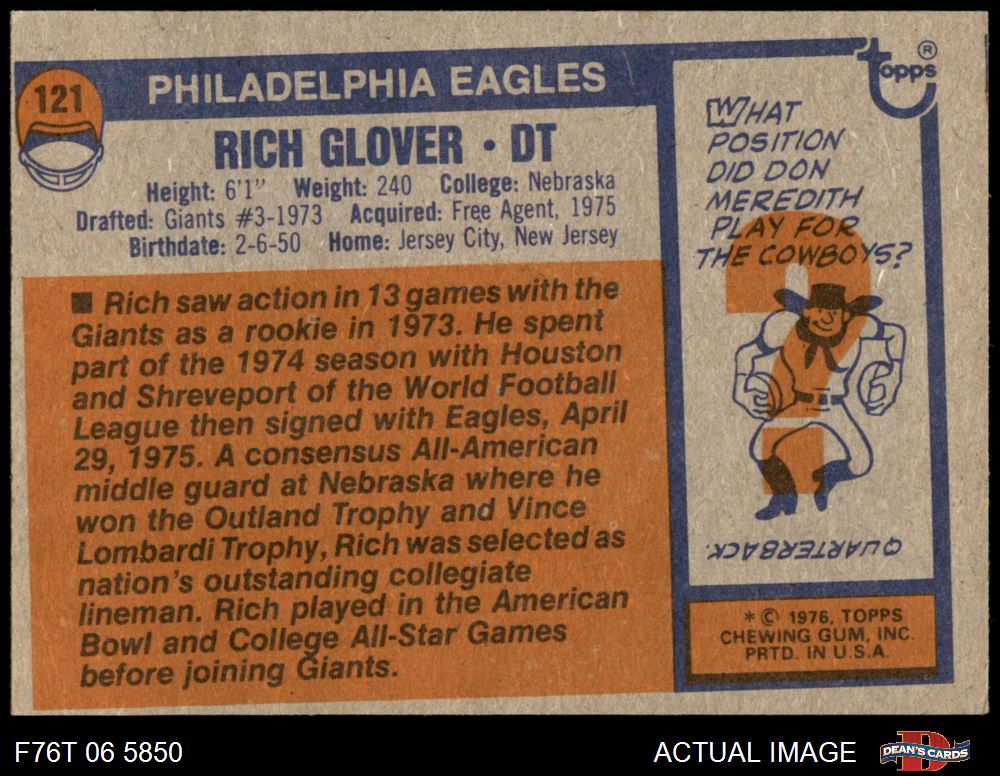 121
PHILADELPHIA EAGLES
RICH GLOVER • DT
Height: 6'1" Weight: 240 College: Nebraska
Drafted: Giants #3-1973 Acquired: Free Agent, 1975
Birthdate: 2-6-50 Home: Jersey City, New Jersey
■ Rich saw action in 13 games with the
Giants as a rookie in 1973. He spent
part of the 1974 season with Houston
and Shreveport of the World Football
League then signed with Eagles, April
29, 1975. A consensus All-American
middle guard at Nebraska where he
won the Outland Trophy and Vince
Lombardi Trophy, Rich was selected as
nation's outstanding collegiate
lineman. Rich played in the American
Bowl and College All-Star Games
before joining Giants.
topps®
WHAT
POSITION
DID DON
MEREDITH
PLAY FOR
THE COWBOYS?
?
QUARTERBACK.
* © 1976, TOPPS
CHEWING GUM, INC.
PRTD. IN U.S.A.
F76T 06 5850
ACTUAL IMAGE
DEAN'S CARDS